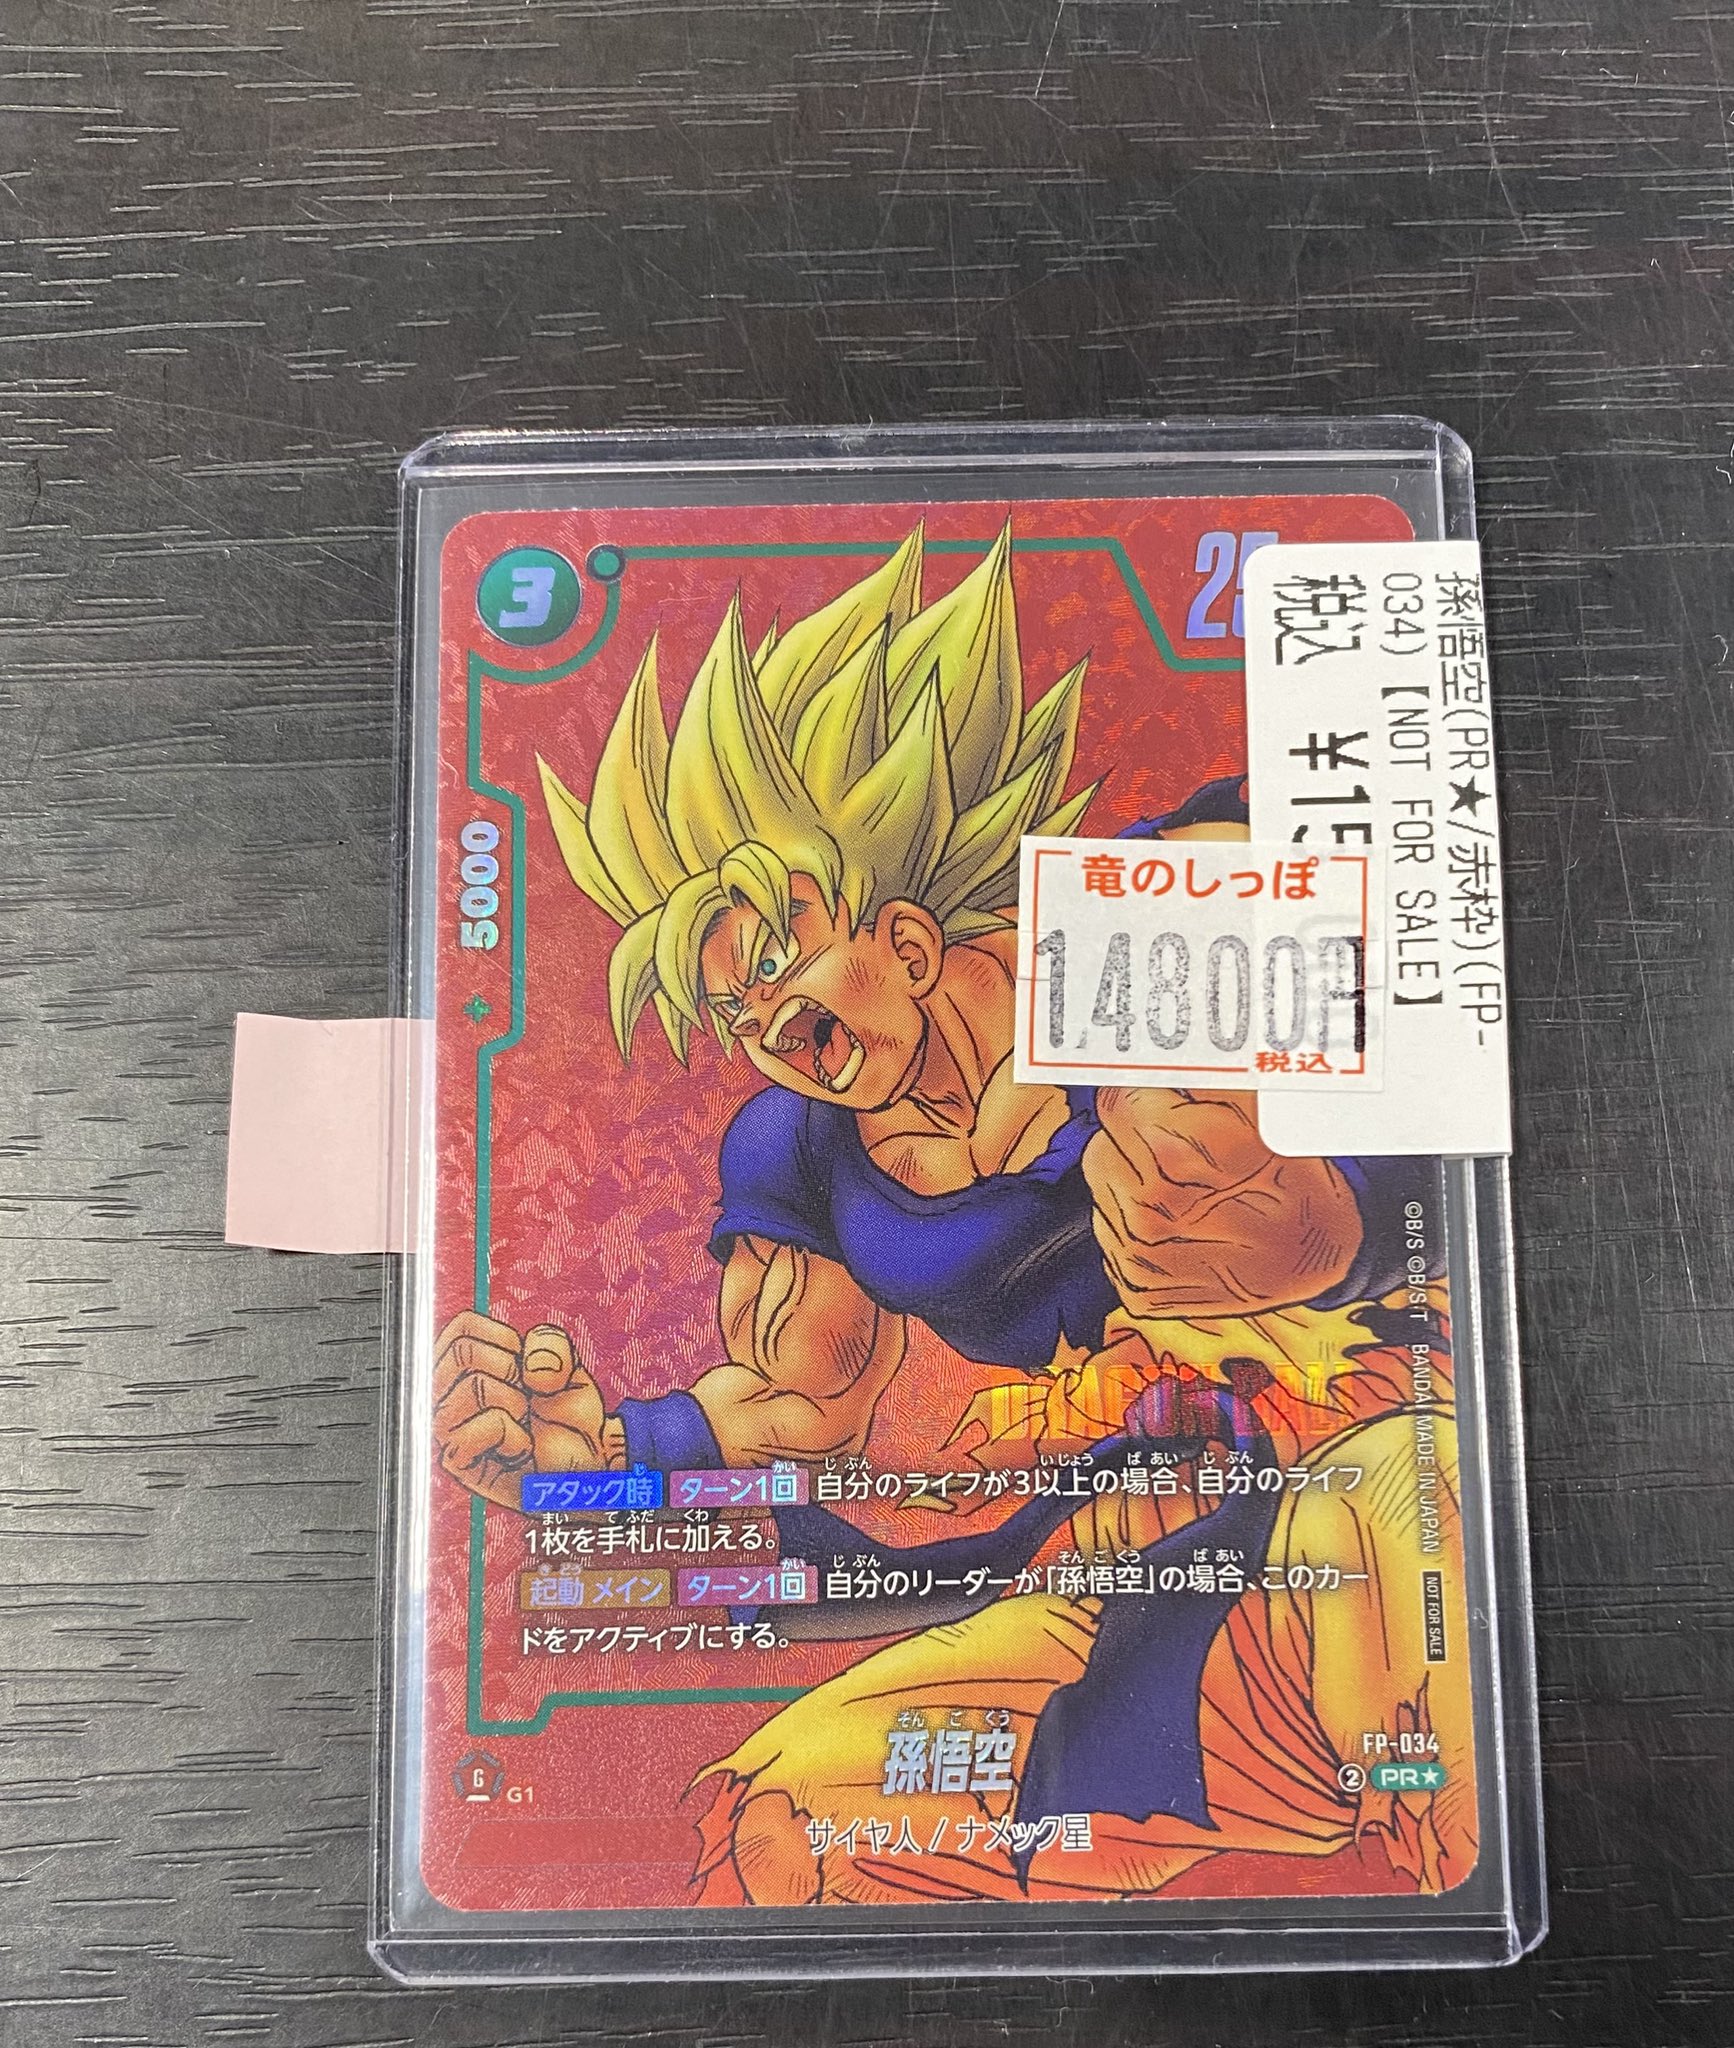 3
孫悟空(PR★/赤枠)(FP-
034)【NOT FOR SALE】
税込 ¥15
竜のしっぽ
14800円
税込
5000
DRAGON BALL
アタック時 ターン1回 自分のライフが3以上の場合、自分のライフ
1枚を手札に加える。
起動メイン ターン1回 自分のリーダーが「孫悟空」の場合、このカー
ドをアクティブにする。
©B/S ©B/S/T BANDAI MADE IN JAPAN NOT FOR SALE
孫悟空
サイヤ人 / ナメック星
G
G1
FP-034
② PR★